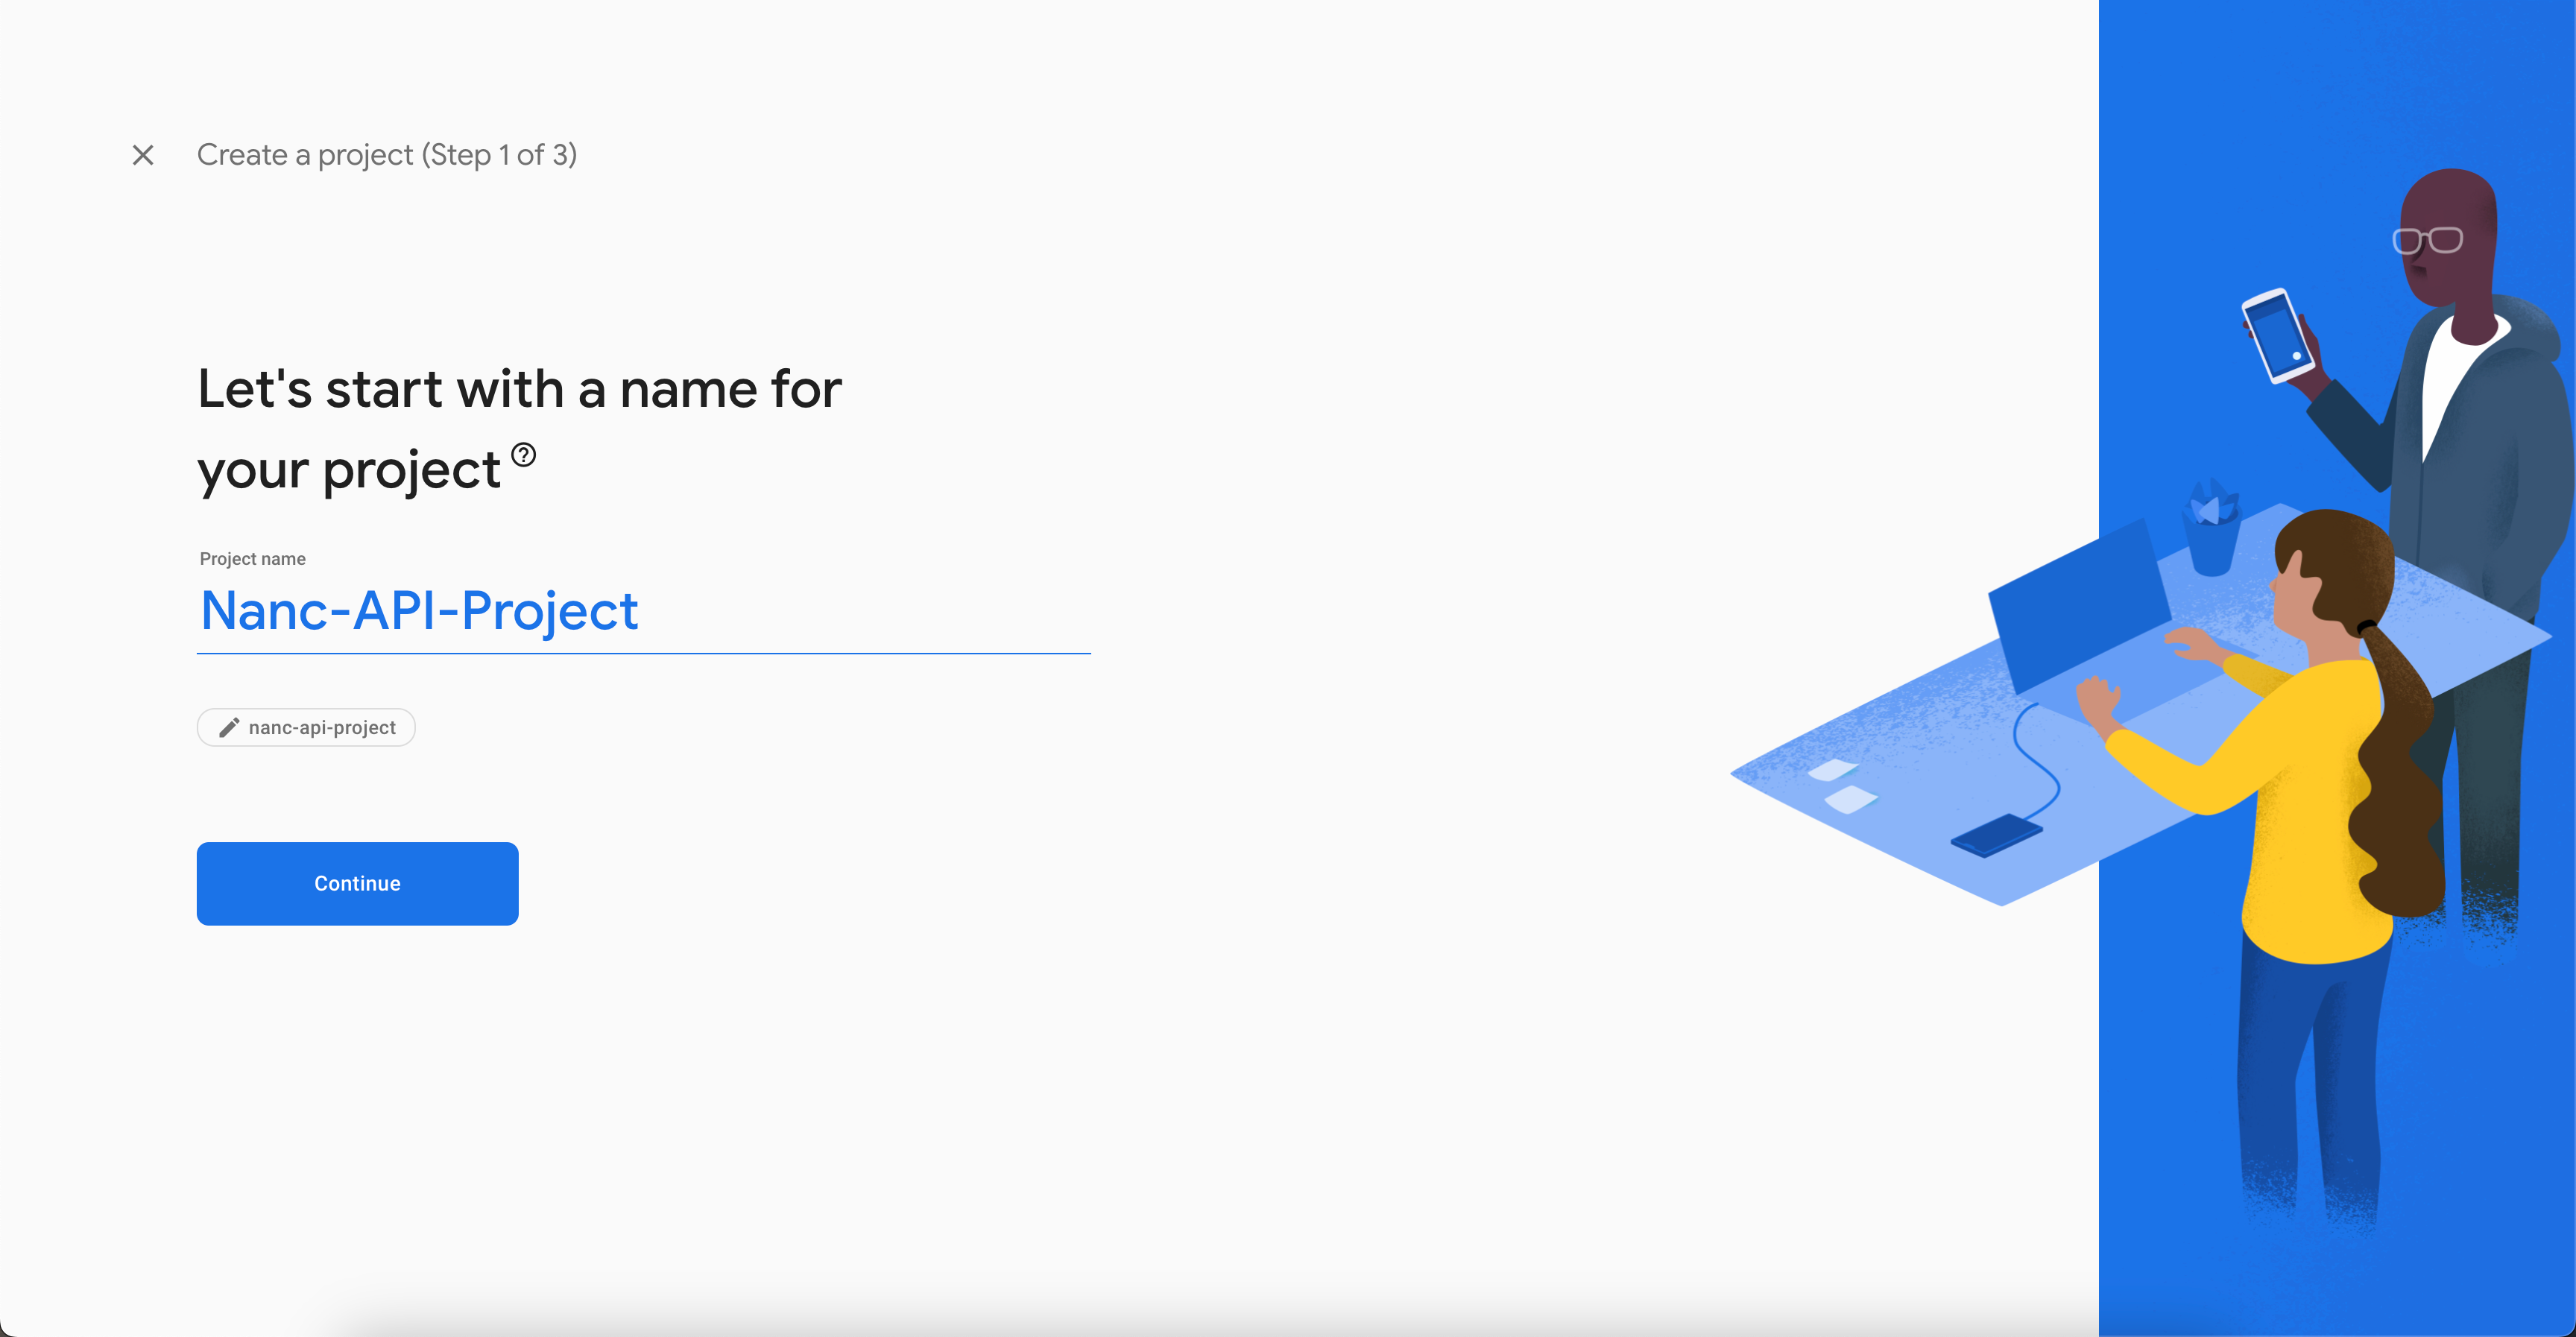 Create a project (Step 1 of 3)
Let's start with a name for
your project
Project name
Nanc-API-Project
nanc-api-project
Continue